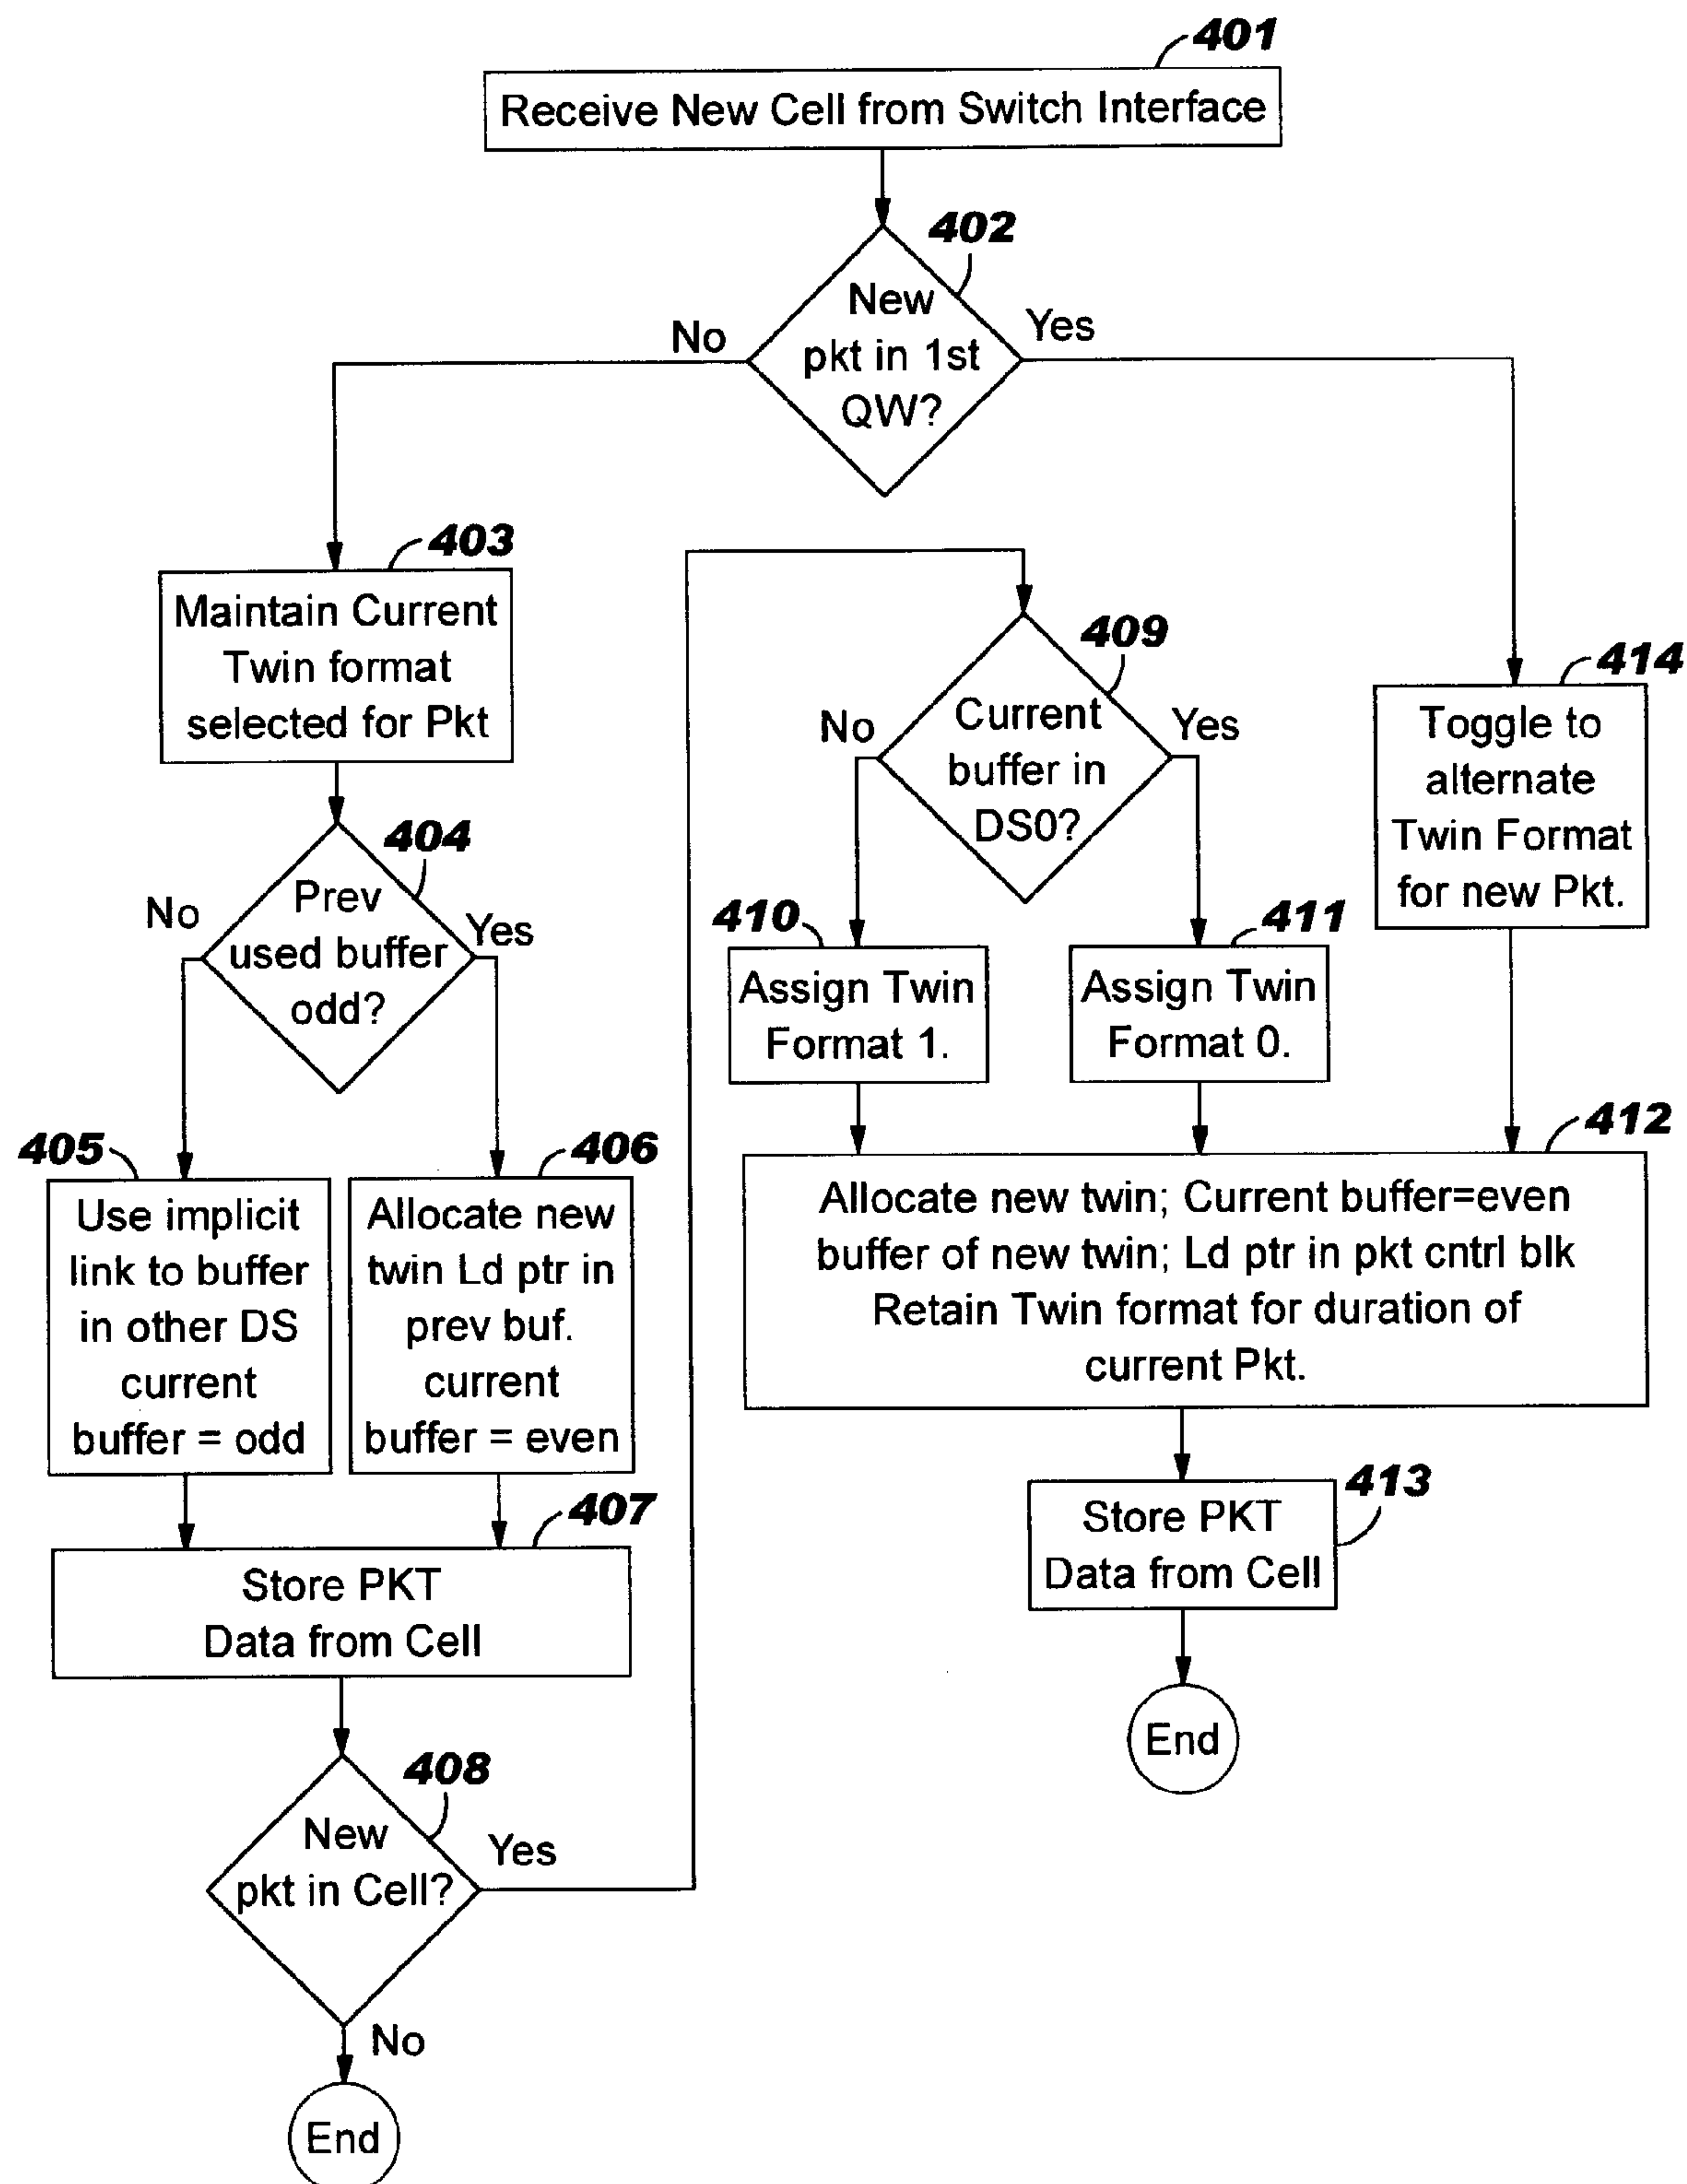 401
Receive New Cell from Switch Interface
402
New
pkt in 1st
QW?
No
Yes
403
Maintain Current
Twin format
selected for Pkt
404
Prev
used buffer
odd?
No
Yes
405
Use implicit
link to buffer
in other DS
current
buffer = odd
406
Allocate new
twin Ld ptr in
prev buf.
current
buffer = even
407
Store PKT
Data from Cell
408
New
pkt in Cell?
Yes
No
End
409
Current
buffer in
DS0?
No
Yes
410
Assign Twin
Format 1.
411
Assign Twin
Format 0.
414
Toggle to
alternate
Twin Format
for new Pkt.
412
Allocate new twin; Current buffer=even
buffer of new twin; Ld ptr in pkt cntrl blk
Retain Twin format for duration of
current Pkt.
413
Store PKT
Data from Cell
End